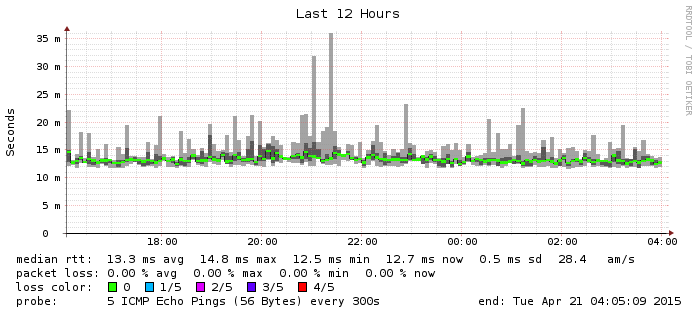 Last 12 Hours
RRDTOOL / TOBI OETIKER
Seconds
35 m
30 m
25 m
20 m
15 m
10 m
5 m
0
18:00 20:00 22:00 00:00 02:00 04:00
median rtt: 13.3 ms avg 14.8 ms max 12.5 ms min 12.7 ms now 0.5 ms sd 28.4 am/s
packet loss: 0.00 % avg 0.00 % max 0.00 % min 0.00 % now
loss color: 0 1/5 2/5 3/5 4/5
probe: 5 ICMP Echo Pings (56 Bytes) every 300s end: Tue Apr 21 04:05:09 2015